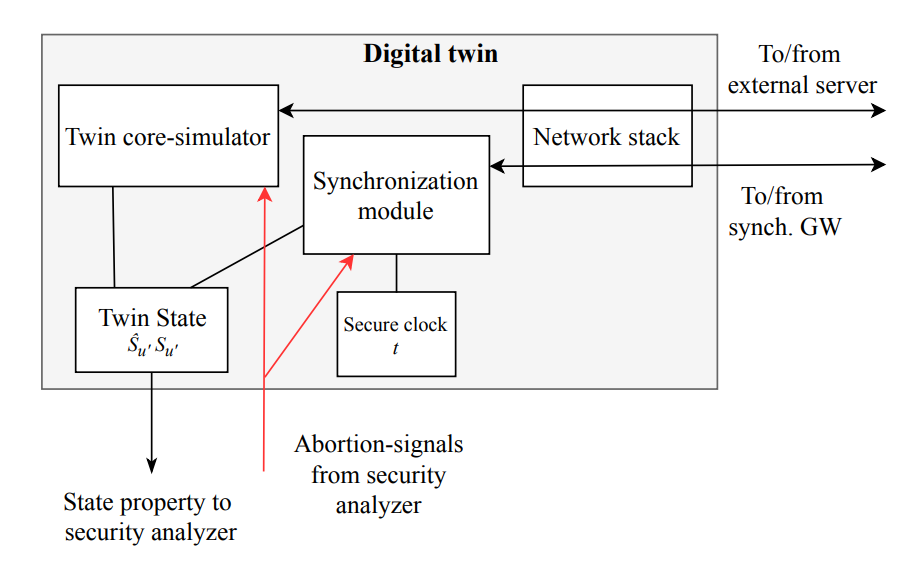 Digital twin
To/from
external server
Twin core-simulator
Network stack
Synchronization
module
To/from
synch. GW
Twin State
Ŝu′ Su′
Secure clock
t
Abortion-signals
from security
analyzer
State property to
security analyzer